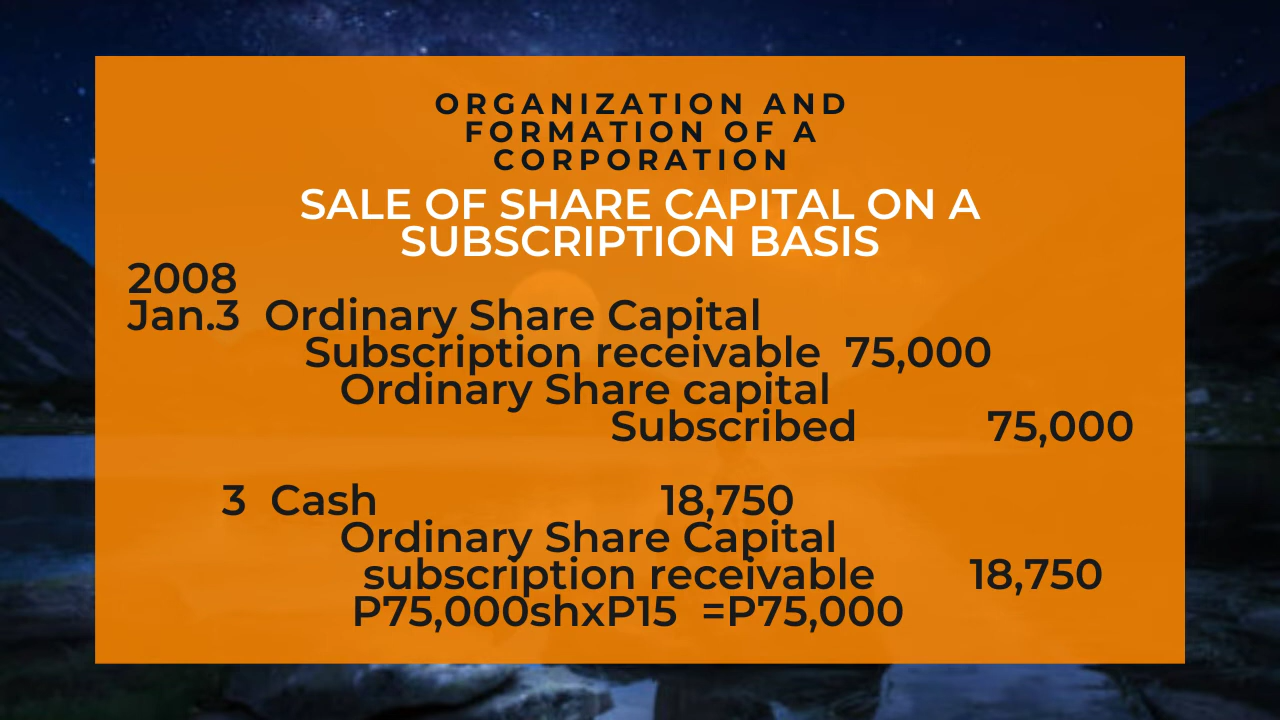 ORGANIZATION AND
FORMATION OF A
CORPORATION
SALE OF SHARE CAPITAL ON A
SUBSCRIPTION BASIS
2008
Jan.3 Ordinary Share Capital
Subscription receivable 75,000
Ordinary Share capital
Subscribed 75,000
3 Cash 18,750
Ordinary Share Capital
subscription receivable 18,750
P75,000shxP15 =P75,000